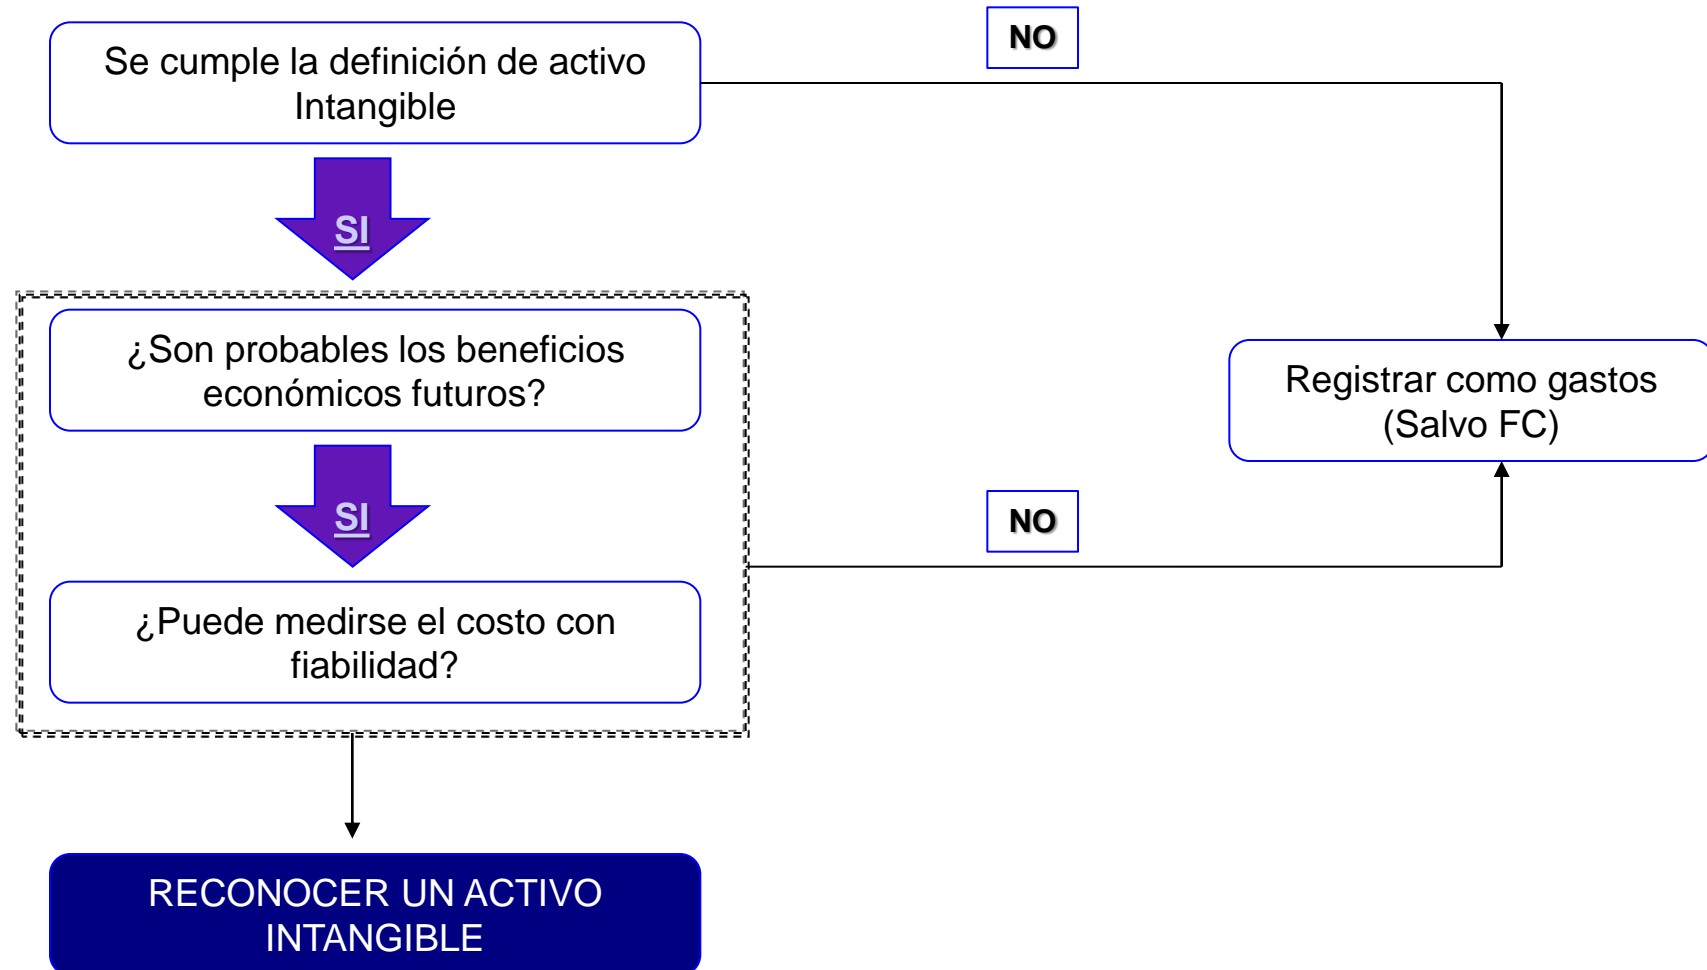 Se cumple la definición de activo
Intangible
NO
SI
¿Son probables los beneficios
económicos futuros?
Registrar como gastos
(Salvo FC)
SI
NO
¿Puede medirse el costo con
fiabilidad?
RECONOCER UN ACTIVO
INTANGIBLE